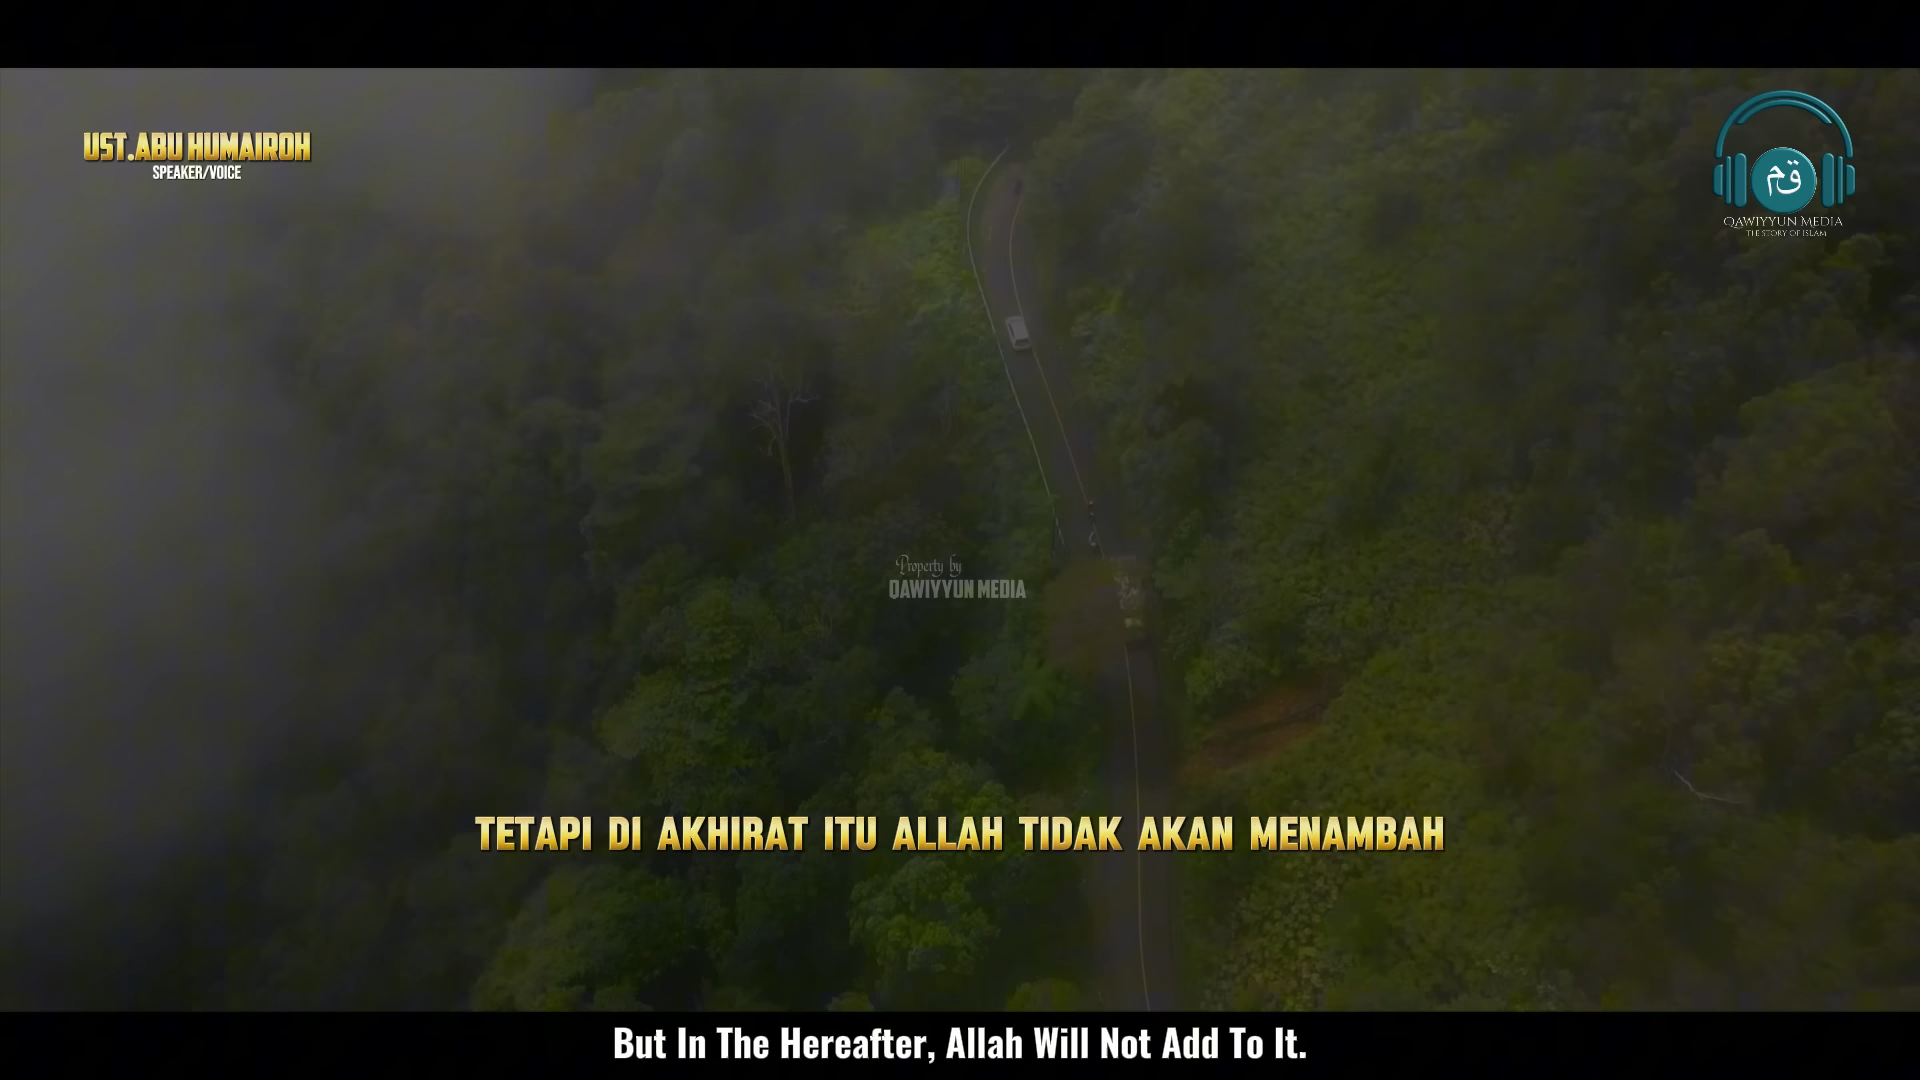 UST.ABU HUMAIROH
SPEAKER/VOICE
قم
QAWIYYUN MEDIA
THE STORY OF ISLAM
Property by
QAWIYYUN MEDIA
TETAPI DI AKHIRAT ITU ALLAH TIDAK AKAN MENAMBAH
But In The Hereafter, Allah Will Not Add To It.